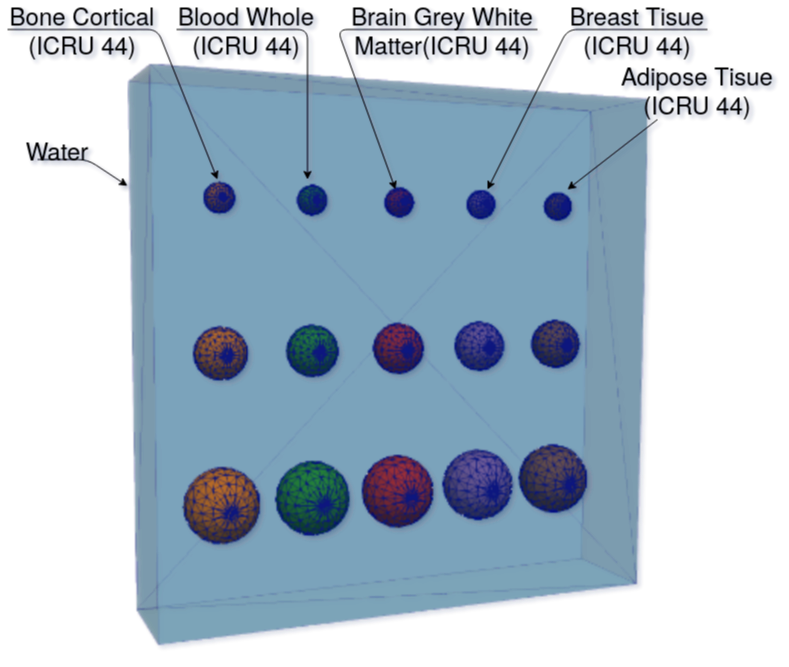 Bone Cortical
(ICRU 44)
Blood Whole
(ICRU 44)
Brain Grey White
Matter(ICRU 44)
Breast Tisue
(ICRU 44)
Adipose Tisue
(ICRU 44)
Water